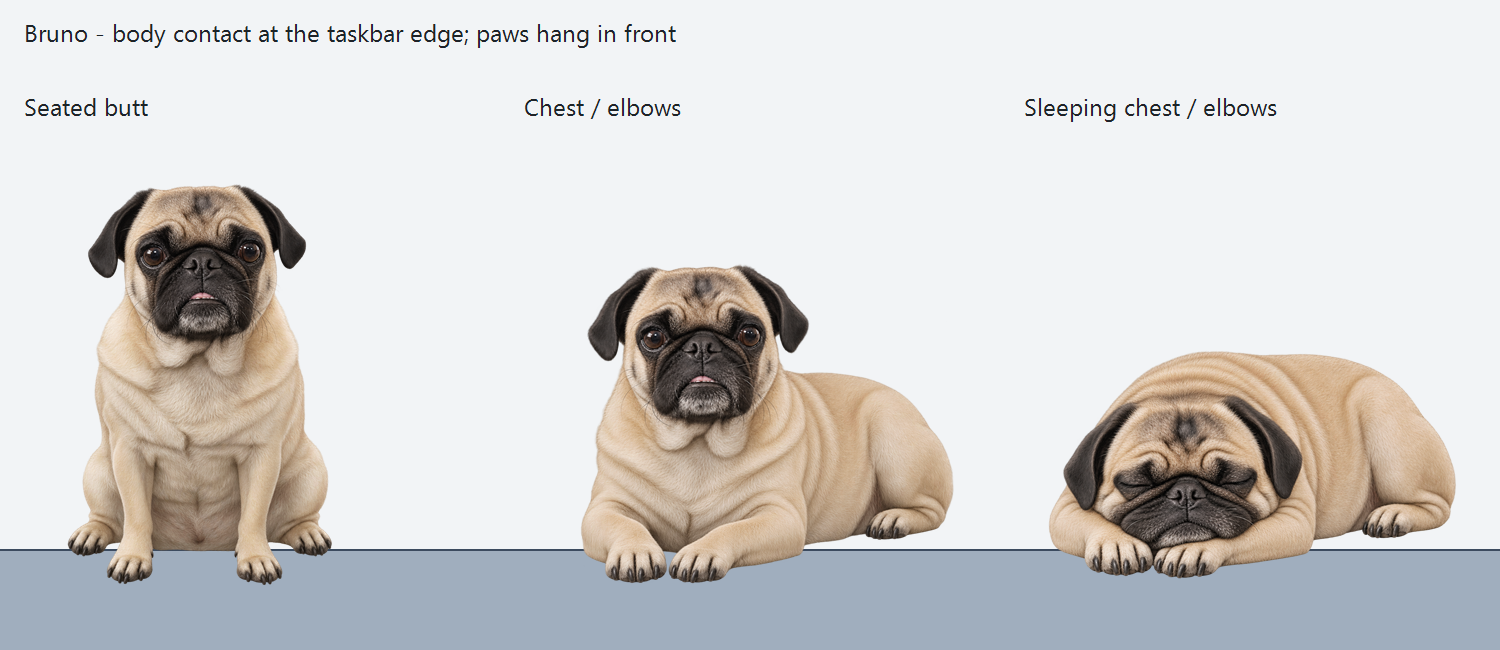 Bruno - body contact at the taskbar edge; paws hang in front
Seated butt
Chest / elbows
Sleeping chest / elbows